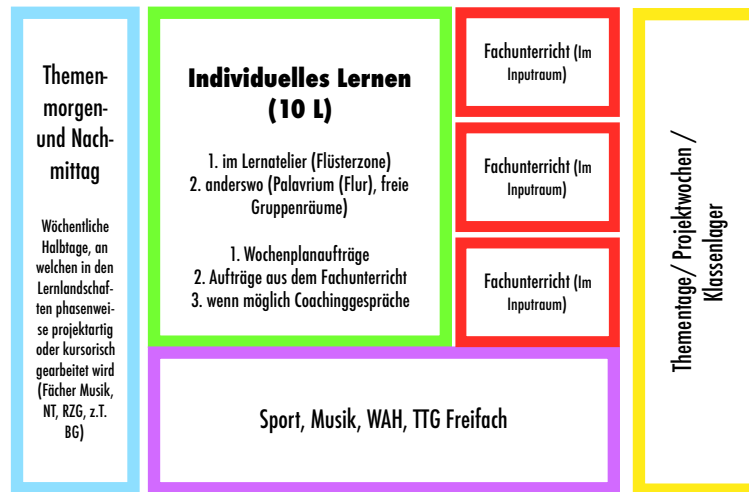 Themen-
morgen-
und Nach-
mittag
Wöchentliche
Halbtage, an
welchen in den
Lernlandschaf-
ten phasenwei-
se projektartig
oder kursorisch
gearbeitet wird
(Fächer Musik,
NT, RZG, z.T.
BG)
Individuelles Lernen
(10 L)
1. im Lernatelier (Flüsterzone)
2. anderswo (Palavrium (Flur), freie
Gruppenräume)
1. Wochenplanaufträge
2. Aufträge aus dem Fachunterricht
3. wenn möglich Coachinggespräche
Fachunterricht (Im
Inputraum)
Fachunterricht (Im
Inputraum)
Fachunterricht (Im
Inputraum)
Sport, Musik, WAH, TTG Freifach
Thementage/ Projektwochen /
Klassenlager